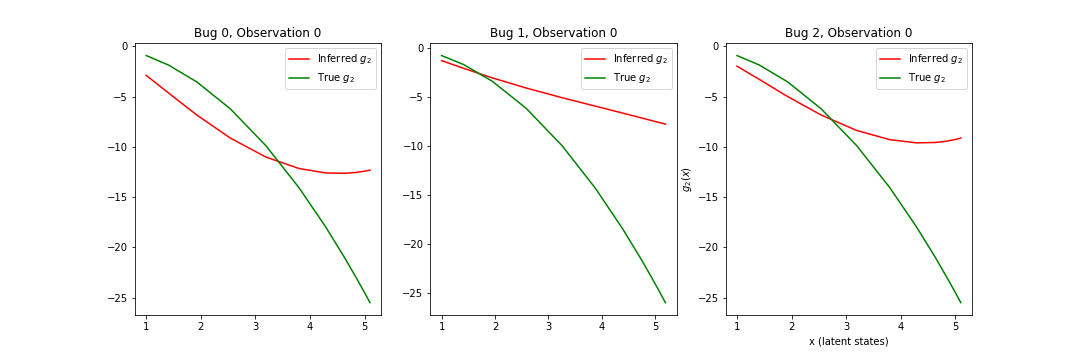 Bug 0, Observation 0
Inferred g₂
True g₂
0
−5
−10
−15
−20
−25
1 2 3 4 5
Bug 1, Observation 0
Inferred g₂
True g₂
0
−5
−10
−15
−20
−25
1 2 3 4 5
Bug 2, Observation 0
Inferred g₂
True g₂
g₂(x)
0
−5
−10
−15
−20
−25
1 2 3 4 5
x (latent states)